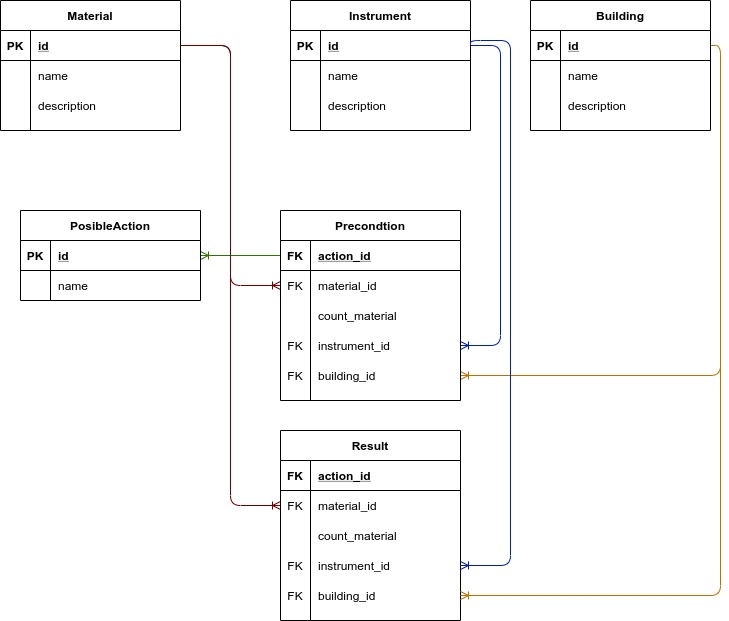 Material
PK id
name
description
Instrument
PK id
name
description
Building
PK id
name
description
PosibleAction
PK id
name
Precondtion
FK action_id
FK material_id
count_material
FK instrument_id
FK building_id
Result
FK action_id
FK material_id
count_material
FK instrument_id
FK building_id